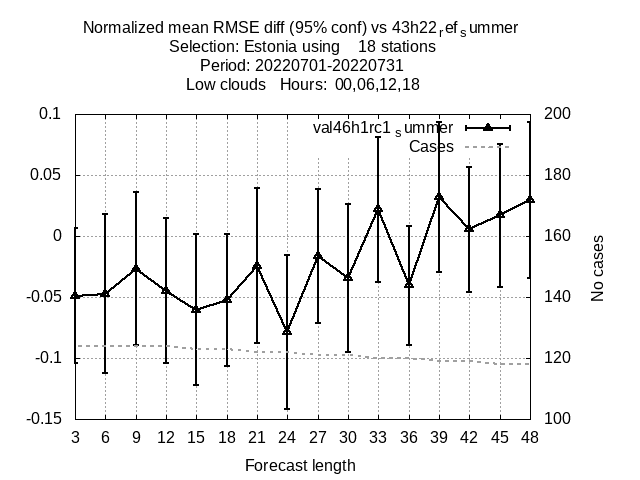 Normalized mean RMSE diff (95% conf) vs 43h22ref summer
Selection: Estonia using 18 stations
Period: 20220701-20220731
Low clouds Hours: 00,06,12,18
0.1
0.05
0
-0.05
-0.1
-0.15
200
180
160
140
120
100
No cases
val46h1rc1summer
Cases
3 6 9 12 15 18 21 24 27 30 33 36 39 42 45 48
Forecast length